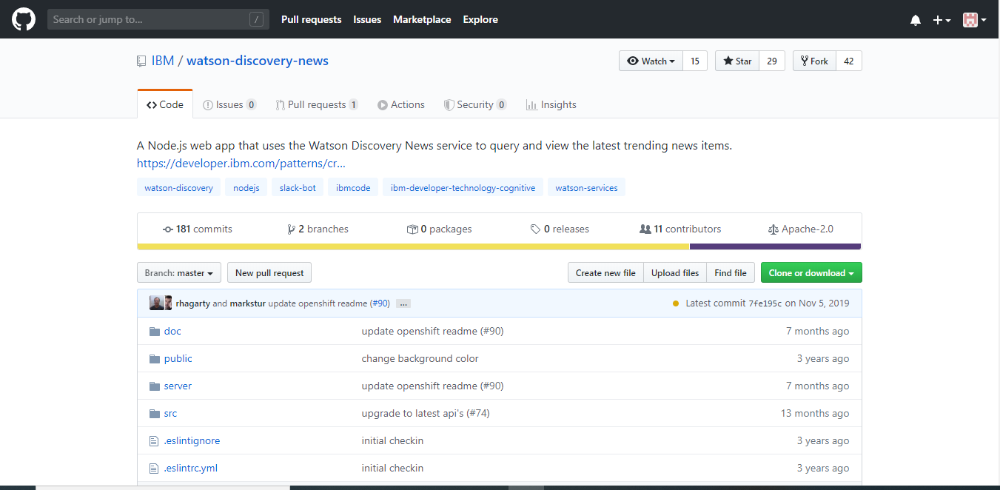 Search or jump to... / Pull requests Issues Marketplace Explore
IBM / watson-discovery-news Watch 15 Star 29 Fork 42
Code Issues 0 Pull requests 1 Actions Security 0 Insights
A Node.js web app that uses the Watson Discovery News service to query and view the latest trending news items.
https://developer.ibm.com/patterns/cr...
watson-discovery nodejs slack-bot ibmcode ibm-developer-technology-cognitive watson-services
181 commits 2 branches 0 packages 0 releases 11 contributors Apache-2.0
Branch: master New pull request Create new file Upload files Find file Clone or download
rhagarty and markstur update openshift readme (#90) ... Latest commit 7fe195c on Nov 5, 2019
doc update openshift readme (#90) 7 months ago
public change background color 3 years ago
server update openshift readme (#90) 7 months ago
src upgrade to latest api's (#74) 13 months ago
.eslintignore initial checkin 3 years ago
.eslintrc.yml initial checkin 3 years ago